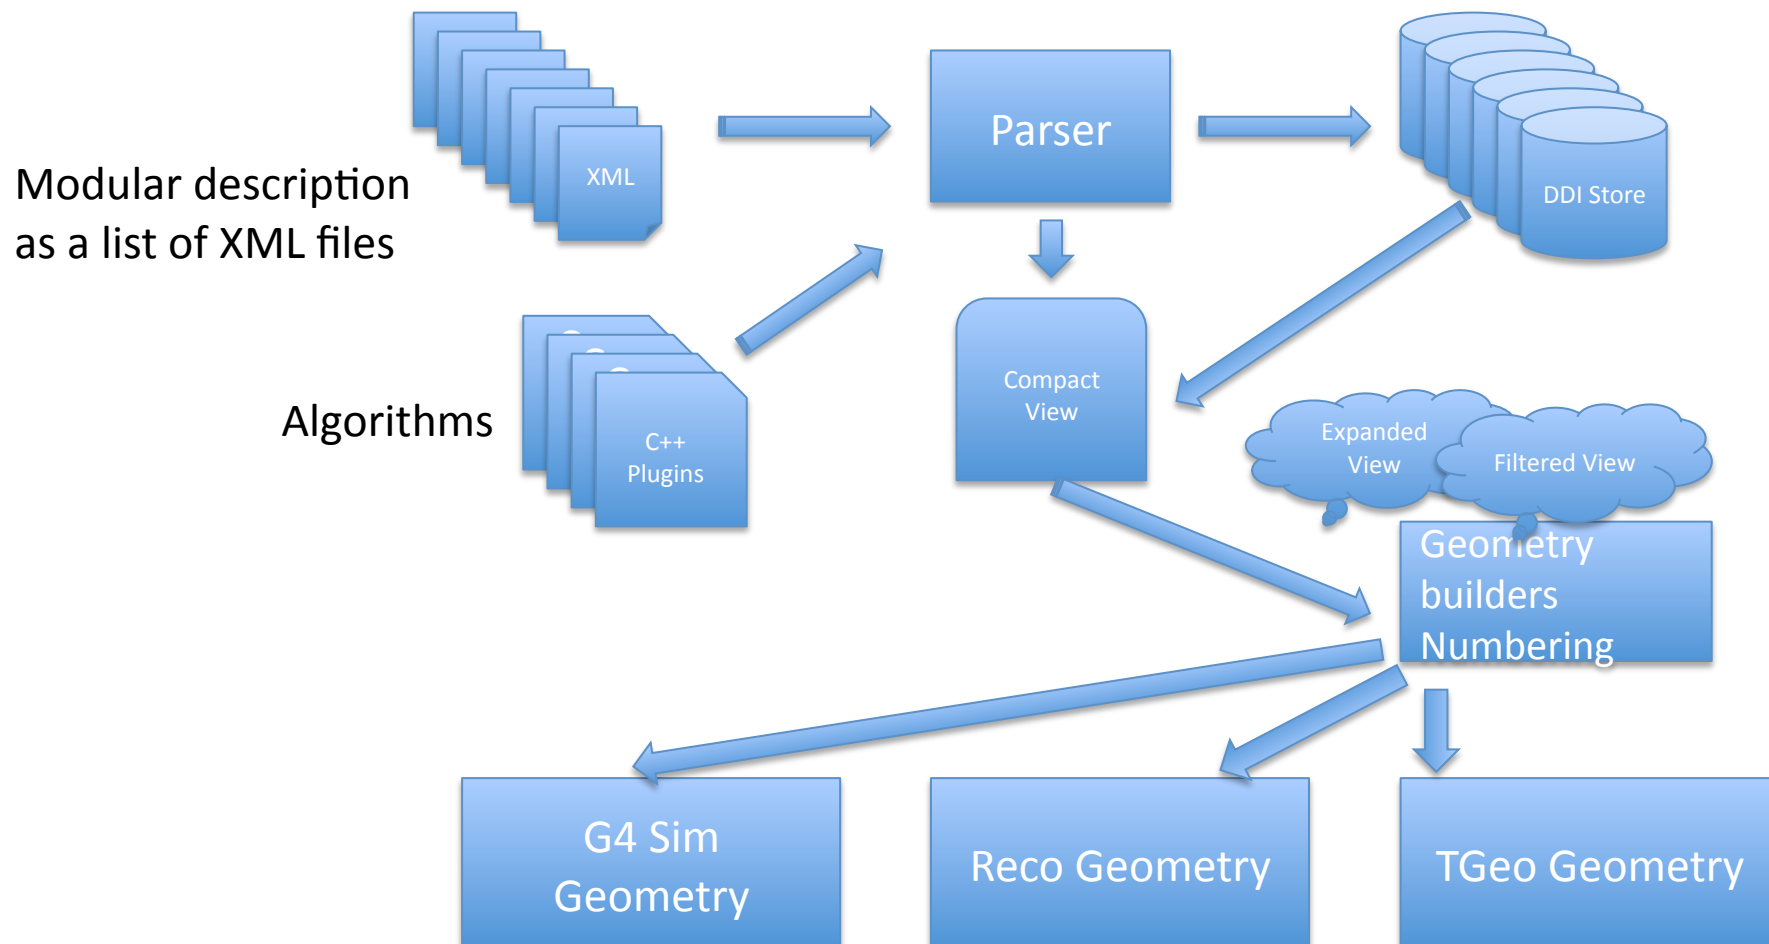 XML
Parser
DDI Store
Modular description
as a list of XML files
Algorithms
C++
Plugins
Compact
View
Expanded
View
Filtered View
Geometry
builders
Numbering
G4 Sim
Geometry
Reco Geometry
TGeo Geometry